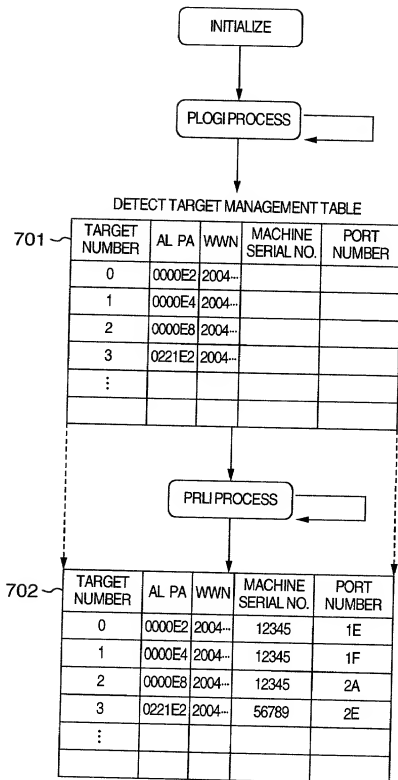 INITIALIZE
PLOGI PROCESS
DETECT TARGET MANAGEMENT TABLE
701
TARGET NUMBER AL PA WWN MACHINE SERIAL NO. PORT NUMBER
0 0000E2 2004···
1 0000E4 2004···
2 0000E8 2004···
3 0221E2 2004···
⋮
PRLI PROCESS
702
TARGET NUMBER AL PA WWN MACHINE SERIAL NO. PORT NUMBER
0 0000E2 2004··· 12345 1E
1 0000E4 2004··· 12345 1F
2 0000E8 2004··· 12345 2A
3 0221E2 2004··· 56789 2E
⋮